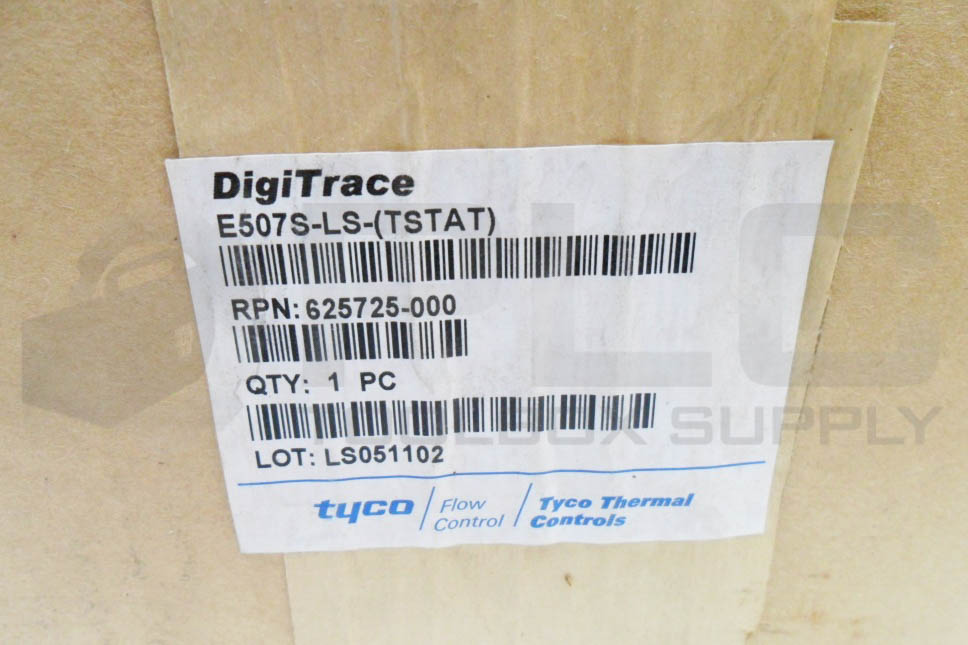 DigiTrace
E507S-LS-(TSTAT)
RPN: 625725-000
QTY: 1 PC
LOT: LS051102
tyco / Flow Control / Tyco Thermal Controls
PLC
TOOLBOX SUPPLY